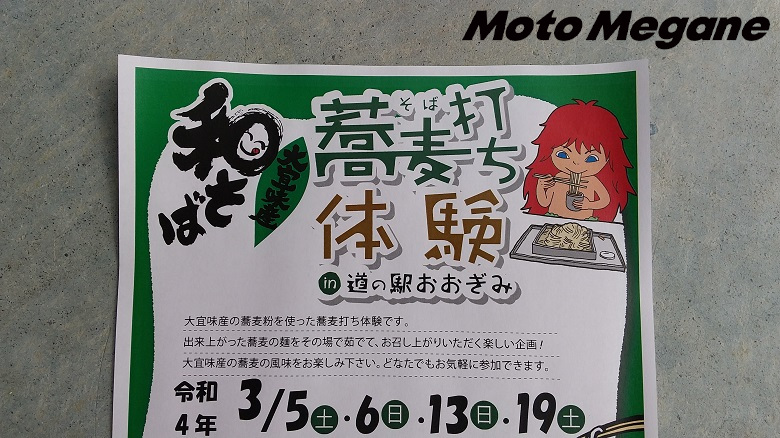 Moto Megane
和そば
大宜味産
そば
蕎麦打ち
体験
in 道の駅おおぎみ
大宜味産の蕎麦粉を使った蕎麦打ち体験です。
出来上がった蕎麦の麺をその場で茹でて、お召し上がりいただく楽しい企画！
大宜味産の蕎麦の風味をお楽しみ下さい。どなたでもお気軽に参加できます。
令和
4年
3/5土・6日・13日・19土